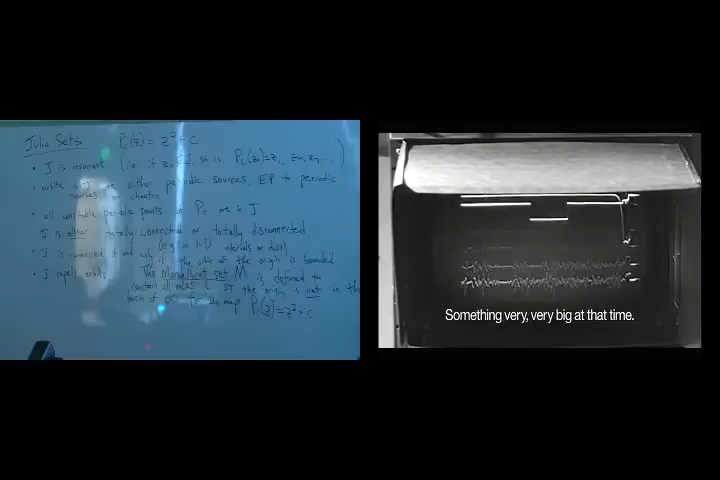 Julia Sets P_c(z) = z² + c
• J is invariant (i.e. if z₀ ∈ J, so is P_c(z₀)=z₁, z₂, z₃ ...)
• orbits in J are either periodic sources, EP to periodic
sources or chaotic
• all unstable periodic points of P_c are in J
J is either totally connected or totally disconnected
(e.g. in 1-D intervals or dust)
• J is connected if and only if the orbit of the origin is bounded
• J repels orbits
The Mandelbrot set M is defined to
contain all values c st the origin is not in the
basin of ∞ for the map P_c(z)=z²+c
Something very, very big at that time.